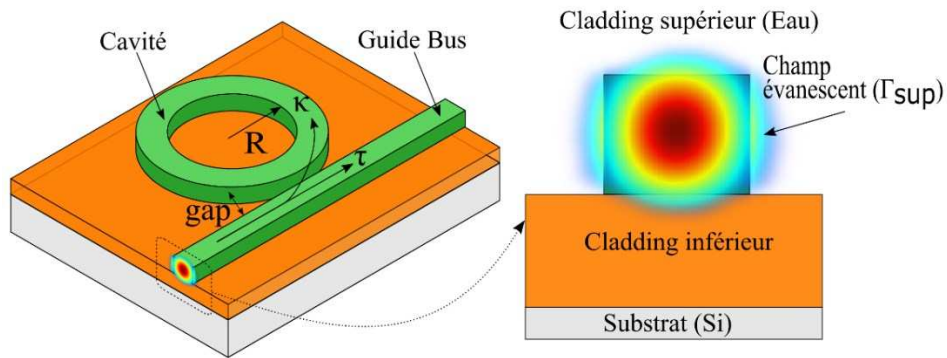 Cavité
Guide Bus
κ
R
τ
gap
Cladding supérieur (Eau)
Champ
évanescent (Γsup)
Cladding inférieur
Substrat (Si)